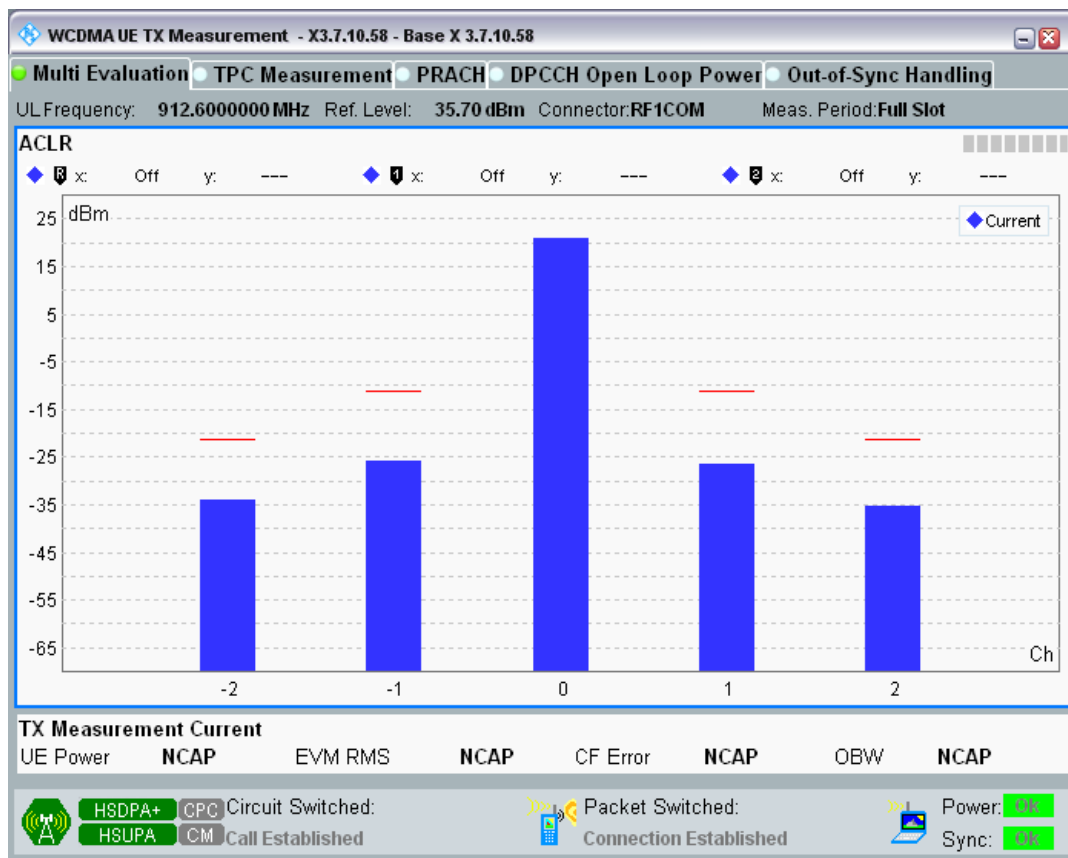 WCDMA UE TX Measurement - X3.7.10.58 - Base X 3.7.10.58
Multi Evaluation TPC Measurement PRACH DPCCH Open Loop Power Out-of-Sync Handling
UL Frequency: 912.6000000 MHz Ref. Level: 35.70 dBm Connector:RF1COM Meas. Period:Full Slot
ACLR
R x: Off y: --- 1 x: Off y: --- 2 x: Off y: ---
dBm
Current
25
15
5
-5
-15
-25
-35
-45
-55
-65
Ch
-2 -1 0 1 2
TX Measurement Current
UE Power NCAP EVM RMS NCAP CF Error NCAP OBW NCAP
HSDPA+ CPC Circuit Switched: Packet Switched: Power: OK
HSUPA CM Call Established Connection Established Sync: OK